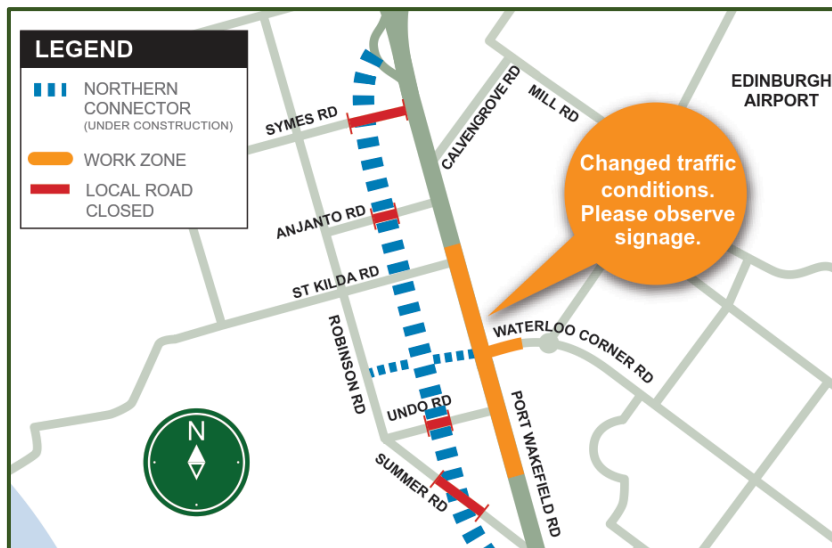 LEGEND
NORTHERN
CONNECTOR
(UNDER CONSTRUCTION)
WORK ZONE
LOCAL ROAD
CLOSED
SYMES RD
CALVENGROVE RD
MILL RD
EDINBURGH
AIRPORT
Changed traffic
conditions.
Please observe
signage.
ANJANTO RD
ST KILDA RD
ROBINSON RD
WATERLOO CORNER RD
UNDO RD
PORT WAKEFIELD RD
SUMMER RD
N